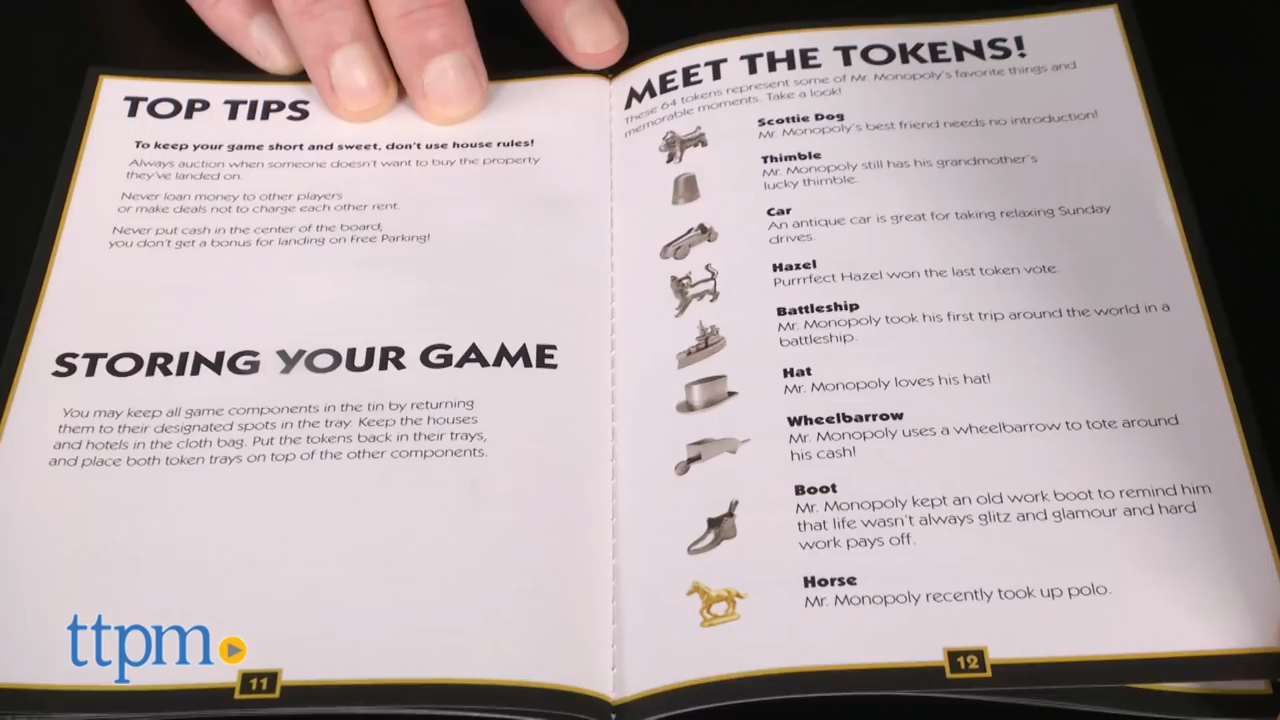 TOP TIPS
To keep your game short and sweet, don't use house rules!
Always auction when someone doesn't want to buy the property
they've landed on.
Never loan money to other players
or make deals not to charge each other rent.
Never put cash in the center of the board,
you don't get a bonus for landing on Free Parking!
STORING YOUR GAME
You may keep all game components in the tin by returning
them to their designated spots in the tray. Keep the houses
and hotels in the cloth bag. Put the tokens back in their trays,
and place both token trays on top of the other components.
ttpm
11
MEET THE TOKENS!
These 64 tokens represent some of Mr. Monopoly's favorite things and
memorable moments. Take a look!
Scottie Dog
Mr. Monopoly's best friend needs no introduction!
Thimble
Mr. Monopoly still has his grandmother's
lucky thimble.
Car
An antique car is great for taking relaxing Sunday
drives.
Hazel
Purrrfect Hazel won the last token vote.
Battleship
Mr. Monopoly took his first trip around the world in a
battleship.
Hat
Mr. Monopoly loves his hat!
Wheelbarrow
Mr. Monopoly uses a wheelbarrow to tote around
his cash!
Boot
Mr. Monopoly kept an old work boot to remind him
that life wasn't always glitz and glamour and hard
work pays off.
Horse
Mr. Monopoly recently took up polo.
12